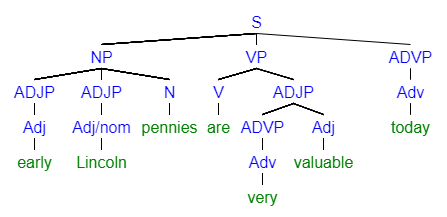 S
NP VP ADVP
ADJP ADJP N V ADJP Adv
Adj Adj/nom pennies are ADVP Adj today
early Lincoln Adv valuable
very